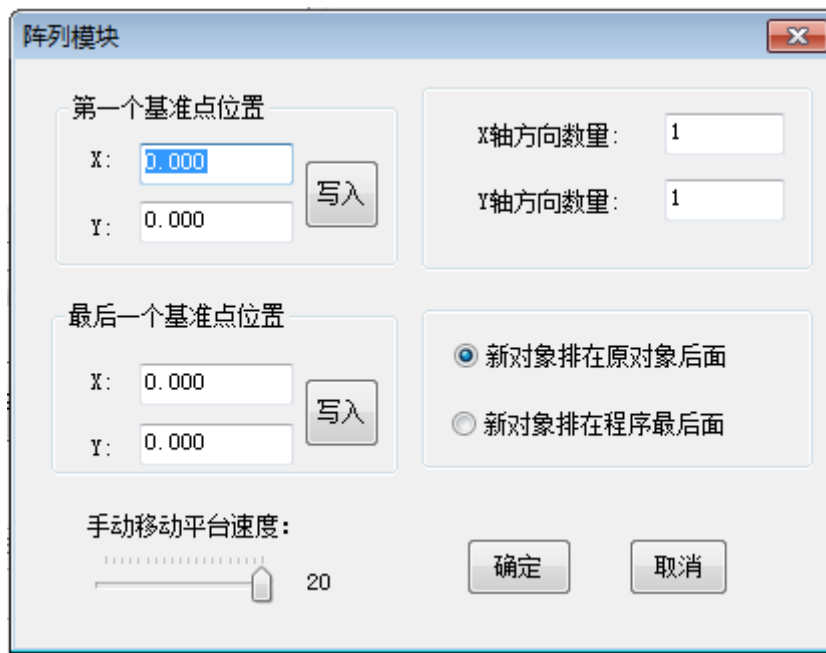 阵列模块
第一个基准点位置
X: 0.000
Y: 0.000
写入
X轴方向数量: 1
Y轴方向数量: 1
最后一个基准点位置
X: 0.000
Y: 0.000
写入
新对象排在原对象后面
新对象排在程序最后面
手动移动平台速度:
20
确定
取消